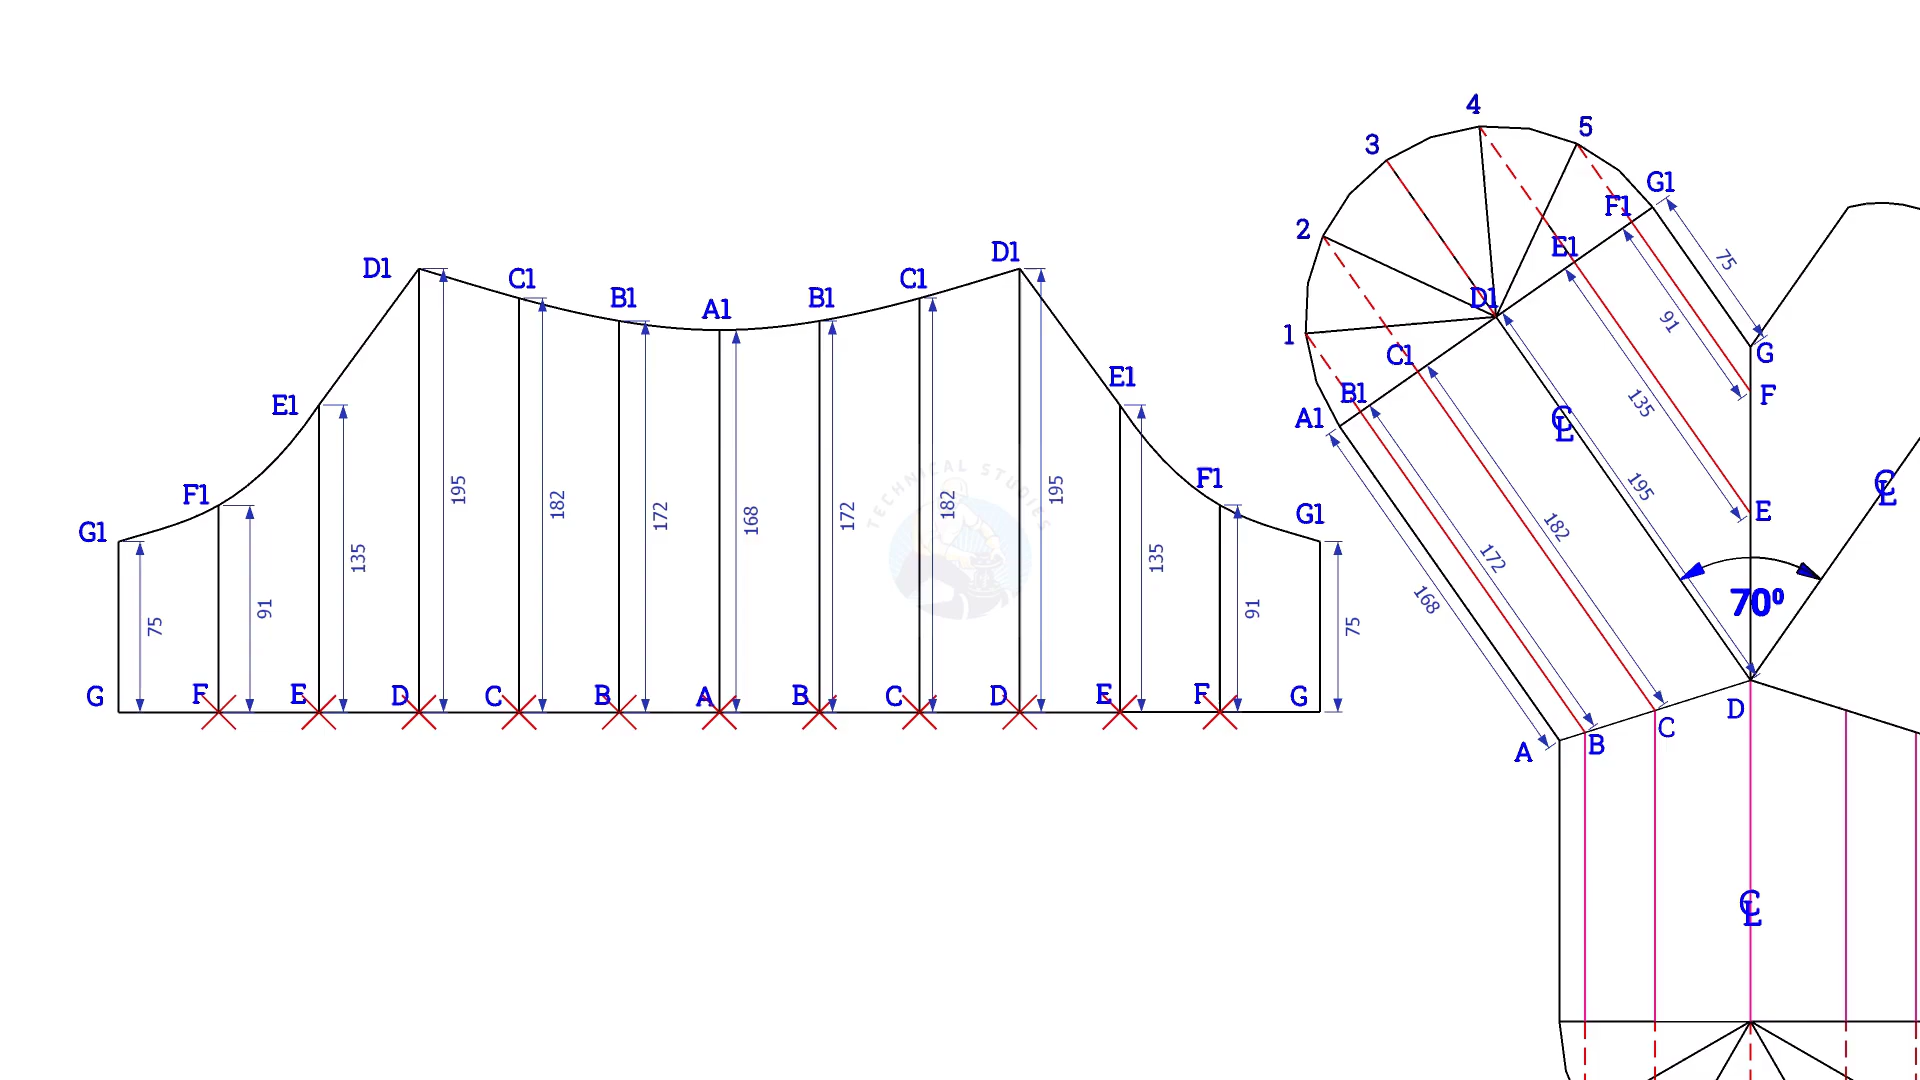 4
5
3
G1
F1
2
E1
D1
75
91
1
C1
G
B1
135
F
A1
℄
195
E
182
172
168
70⁰
℄
D
C
B
A
℄
D1
D1
C1
B1
A1
B1
C1
E1
E1
F1
F1
G1
G1
75
91
135
195
182
172
168
172
182
195
135
91
75
G F E D C B A B C D E F G
TECHNICAL STUDIES